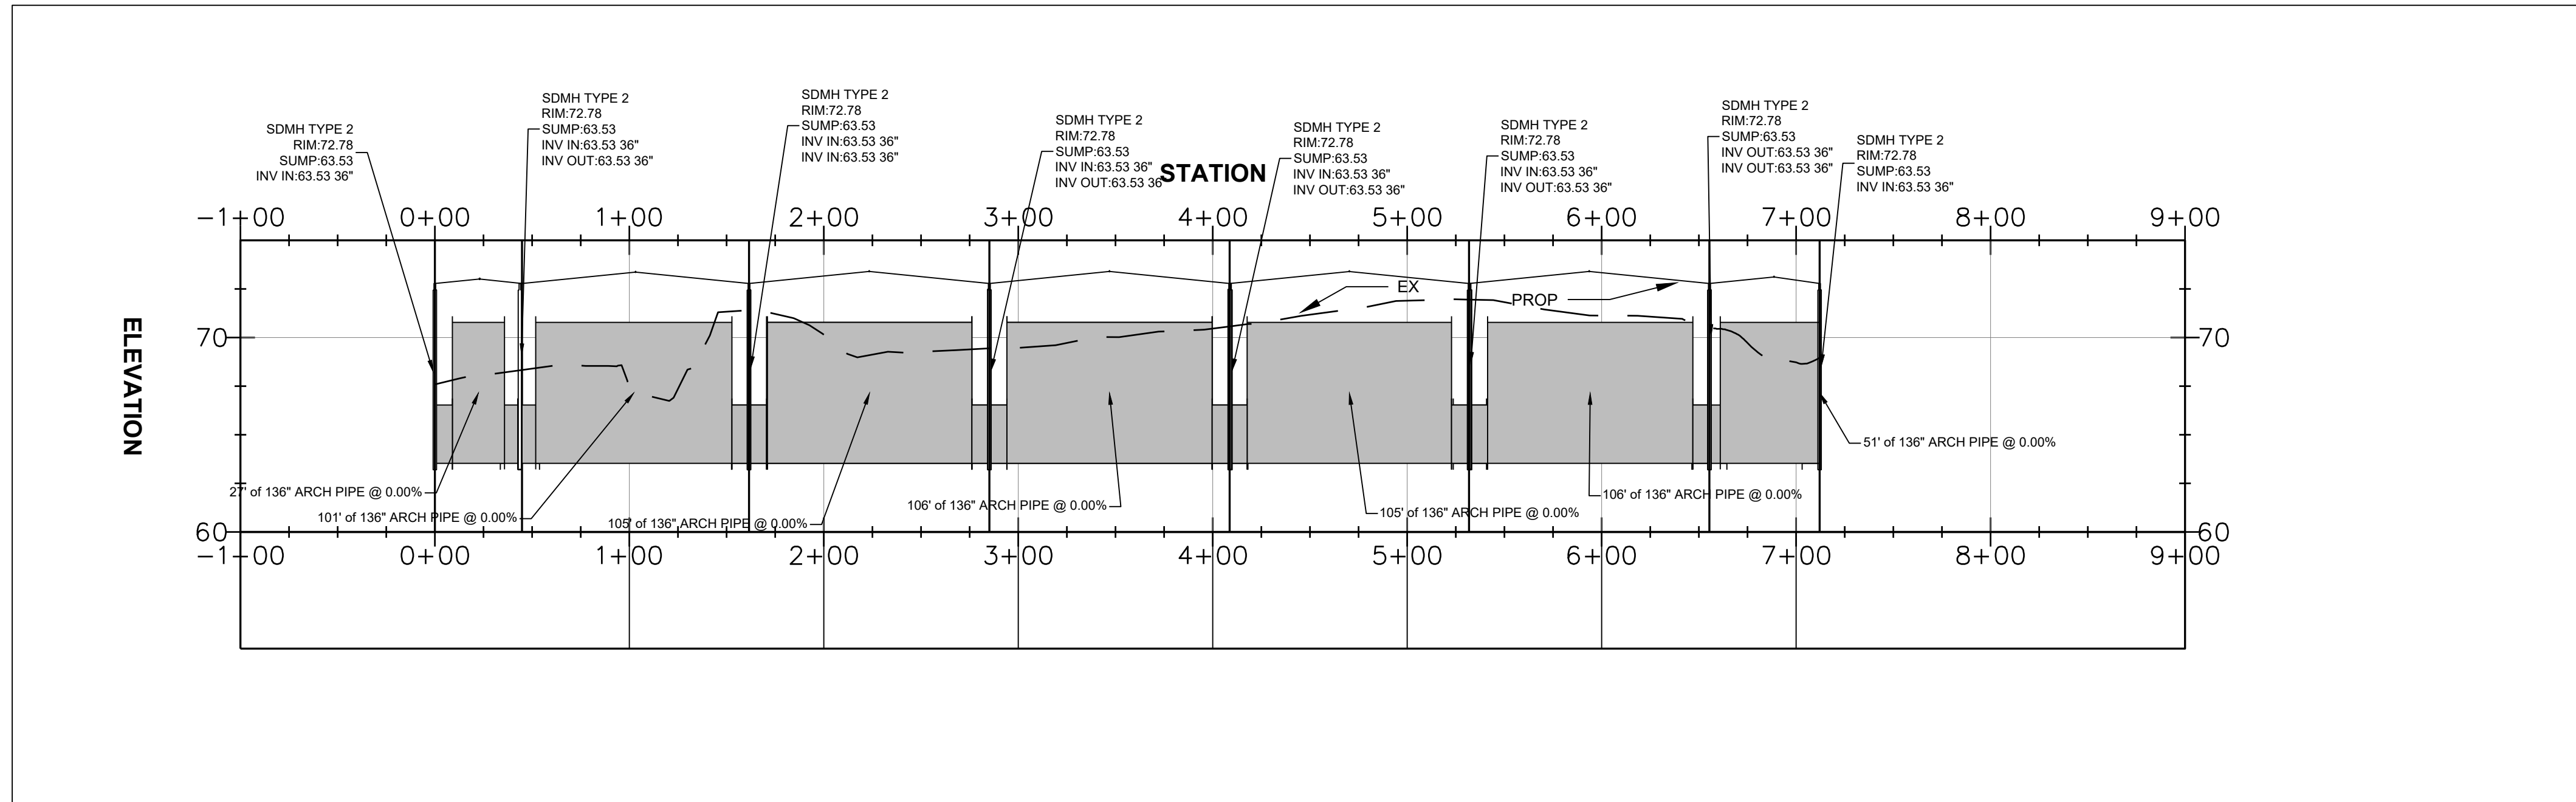 SDMH TYPE 2
RIM:72.78
SUMP:63.53
INV IN:63.53 36"
SDMH TYPE 2
RIM:72.78
SUMP:63.53
INV IN:63.53 36"
INV OUT:63.53 36"
SDMH TYPE 2
RIM:72.78
SUMP:63.53
INV IN:63.53 36"
INV IN:63.53 36"
SDMH TYPE 2
RIM:72.78
SUMP:63.53
INV IN:63.53 36"
INV OUT:63.53 36"
SDMH TYPE 2
RIM:72.78
SUMP:63.53
INV IN:63.53 36"
INV OUT:63.53 36"
SDMH TYPE 2
RIM:72.78
SUMP:63.53
INV IN:63.53 36"
INV OUT:63.53 36"
SDMH TYPE 2
RIM:72.78
SUMP:63.53
INV OUT:63.53 36"
INV OUT:63.53 36"
SDMH TYPE 2
RIM:72.78
SUMP:63.53
INV IN:63.53 36"
STATION
-1+00 0+00 1+00 2+00 3+00 4+00 5+00 6+00 7+00 8+00 9+00
EX
PROP
ELEVATION
70 70
51' of 136" ARCH PIPE @ 0.00%
27' of 136" ARCH PIPE @ 0.00%
101' of 136" ARCH PIPE @ 0.00%
105' of 136" ARCH PIPE @ 0.00%
106' of 136" ARCH PIPE @ 0.00%
105' of 136" ARCH PIPE @ 0.00%
106' of 136" ARCH PIPE @ 0.00%
60 60
-1+00 0+00 1+00 2+00 3+00 4+00 5+00 6+00 7+00 8+00 9+00